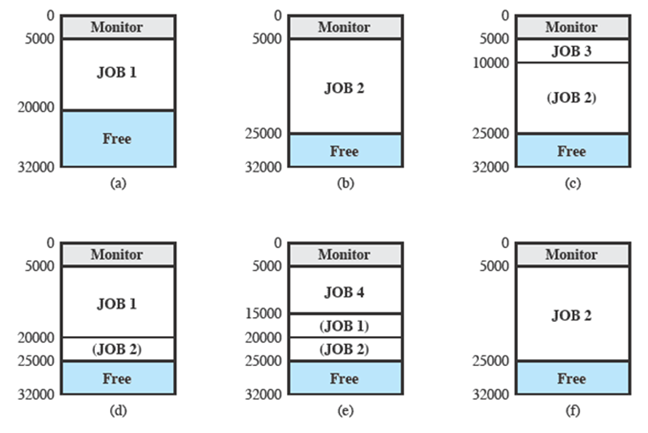 0
Monitor
5000
JOB 1
20000
Free
32000
(a)
0
Monitor
5000
JOB 2
25000
Free
32000
(b)
0
Monitor
5000
JOB 3
10000
(JOB 2)
25000
Free
32000
(c)
0
Monitor
5000
JOB 1
20000
(JOB 2)
25000
Free
32000
(d)
0
Monitor
5000
JOB 4
15000
(JOB 1)
20000
(JOB 2)
25000
Free
32000
(e)
0
Monitor
5000
JOB 2
25000
Free
32000
(f)